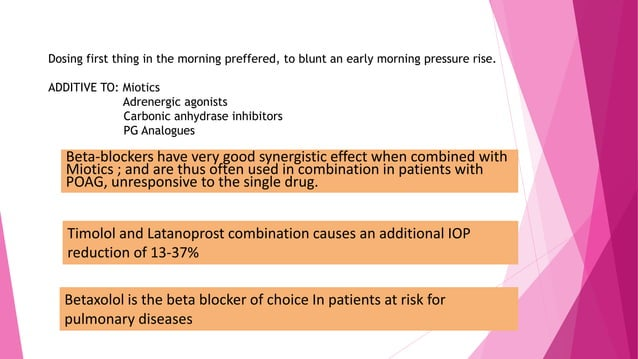 Dosing first thing in the morning preffered, to blunt an early morning pressure rise.
ADDITIVE TO: Miotics
Adrenergic agonists
Carbonic anhydrase inhibitors
PG Analogues
Beta-blockers have very good synergistic effect when combined with
Miotics ; and are thus often used in combination in patients with
POAG, unresponsive to the single drug.
Timolol and Latanoprost combination causes an additional IOP
reduction of 13-37%
Betaxolol is the beta blocker of choice In patients at risk for
pulmonary diseases